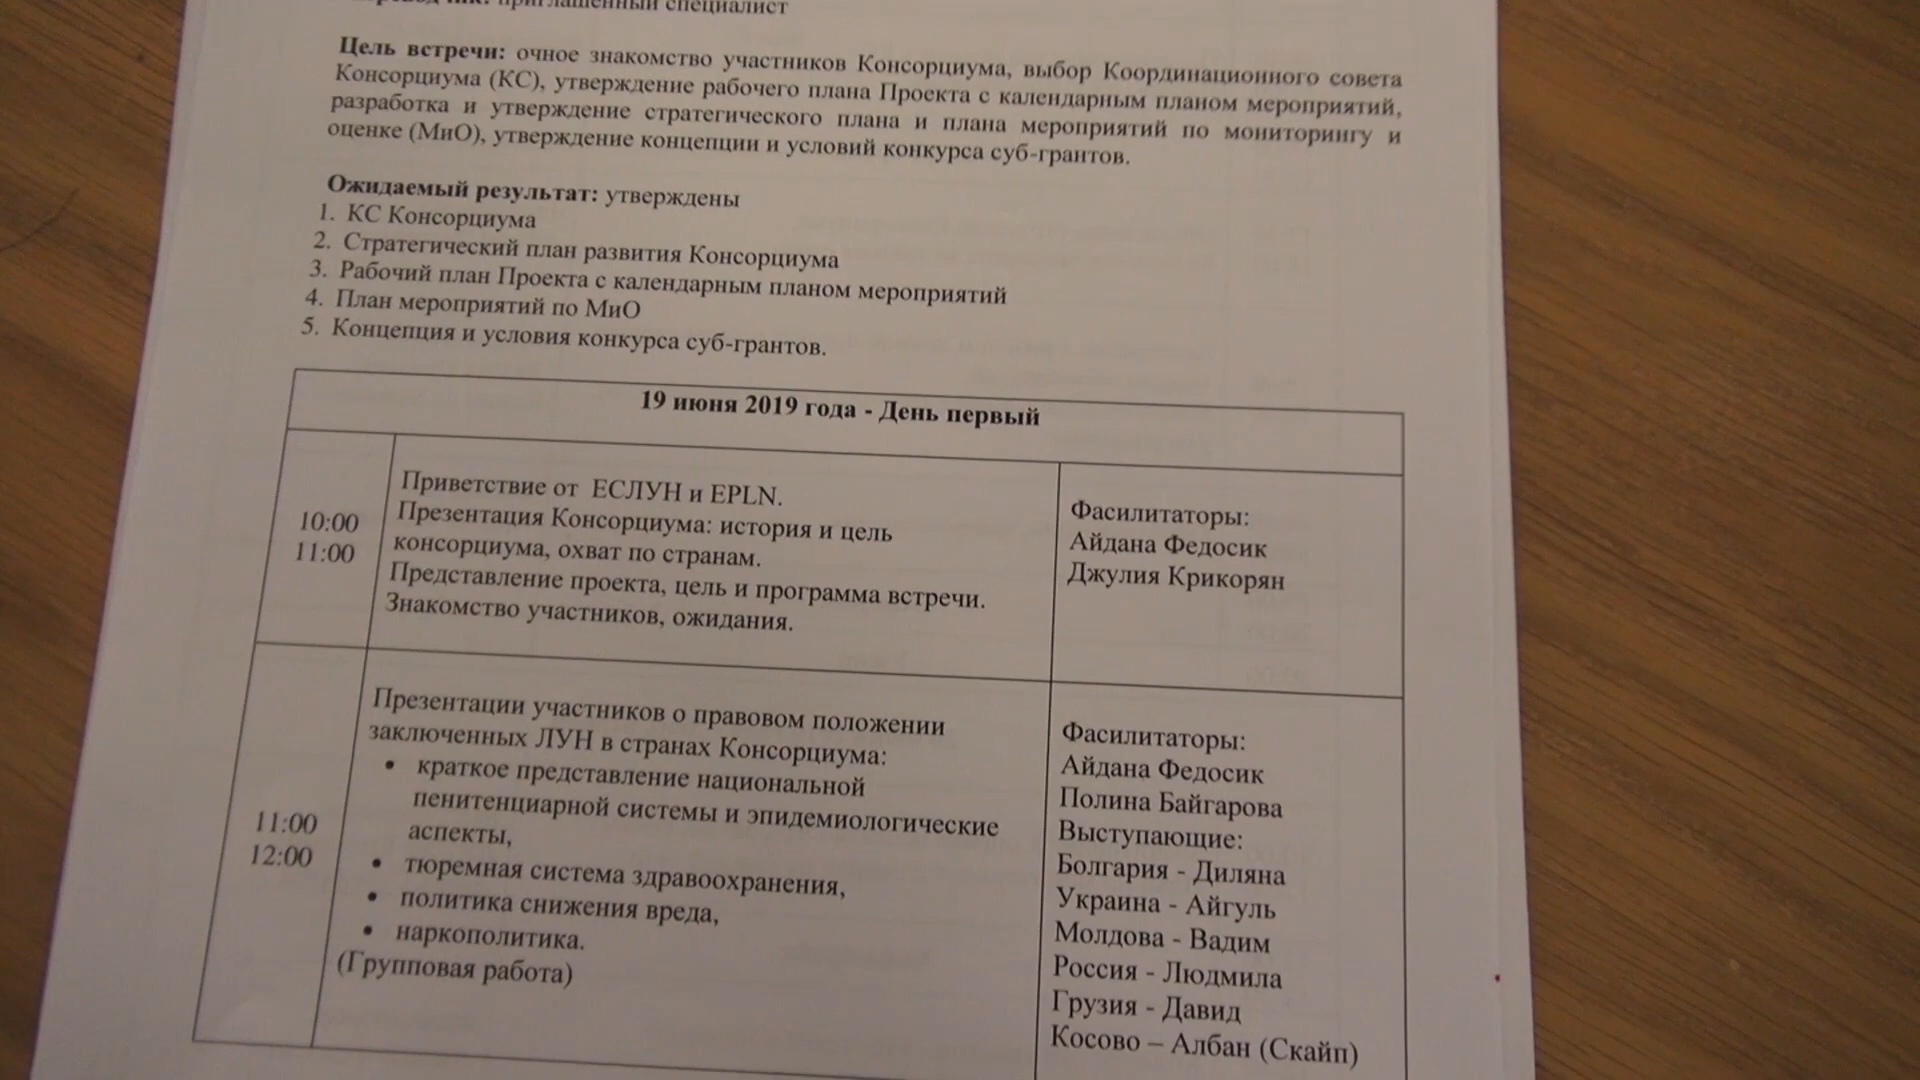 приглашенный специалист
Цель встречи: очное знакомство участников Консорциума, выбор Координационного совета
Консорциума (КС), утверждение рабочего плана Проекта с календарным планом мероприятий,
разработка и утверждение стратегического плана и плана мероприятий по мониторингу и
оценке (МиО), утверждение концепции и условий конкурса суб-грантов.
Ожидаемый результат: утверждены
1. КС Консорциума
2. Стратегический план развития Консорциума
3. Рабочий план Проекта с календарным планом мероприятий
4. План мероприятий по МиО
5. Концепция и условия конкурса суб-грантов.
19 июня 2019 года - День первый
10:00
11:00
Приветствие от ЕСЛУН и EPLN.
Презентация Консорциума: история и цель
консорциума, охват по странам.
Представление проекта, цель и программа встречи.
Знакомство участников, ожидания.
Фасилитаторы:
Айдана Федосик
Джулия Крикорян
11:00
12:00
Презентации участников о правовом положении
заключенных ЛУН в странах Консорциума:
• краткое представление национальной
пенитенциарной системы и эпидемиологические
аспекты,
• тюремная система здравоохранения,
• политика снижения вреда,
• наркополитика.
(Групповая работа)
Фасилитаторы:
Айдана Федосик
Полина Байгарова
Выступающие:
Болгария - Диляна
Украина - Айгуль
Молдова - Вадим
Россия - Людмила
Грузия - Давид
Косово – Албан (Скайп)